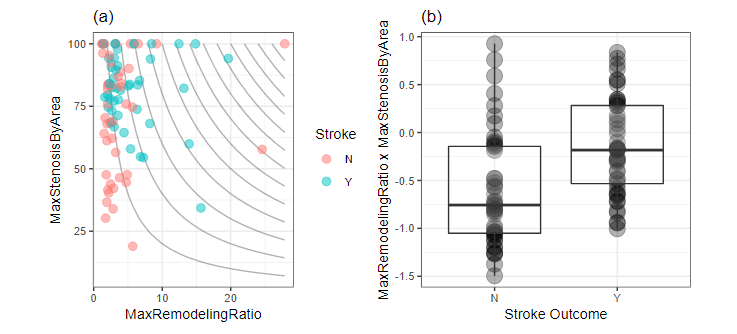 (a)
(b)
MaxStenosisByArea
100
75
50
25
0
10
20
MaxRemodelingRatio
Stroke
N
Y
MaxRemodelingRatio x MaxStenosisByArea
1.0
0.5
0.0
-0.5
-1.0
-1.5
N
Y
Stroke Outcome